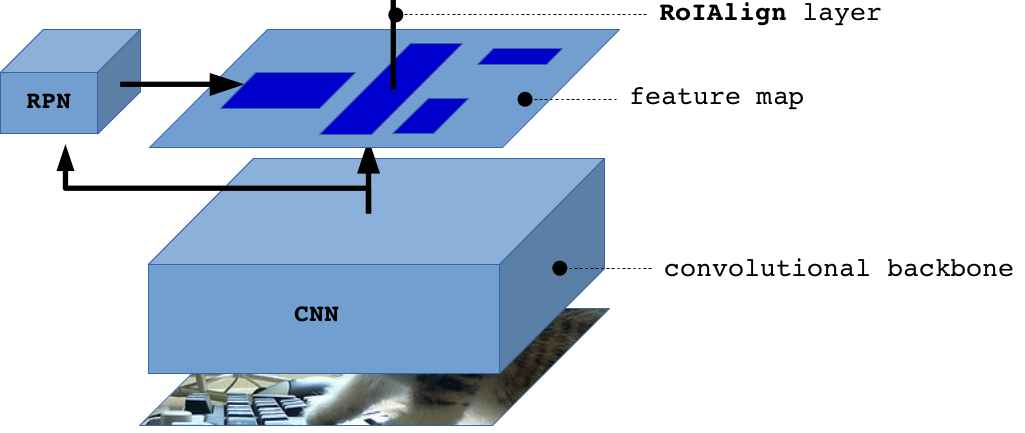 RoIAlign layer
RPN
feature map
convolutional backbone
CNN